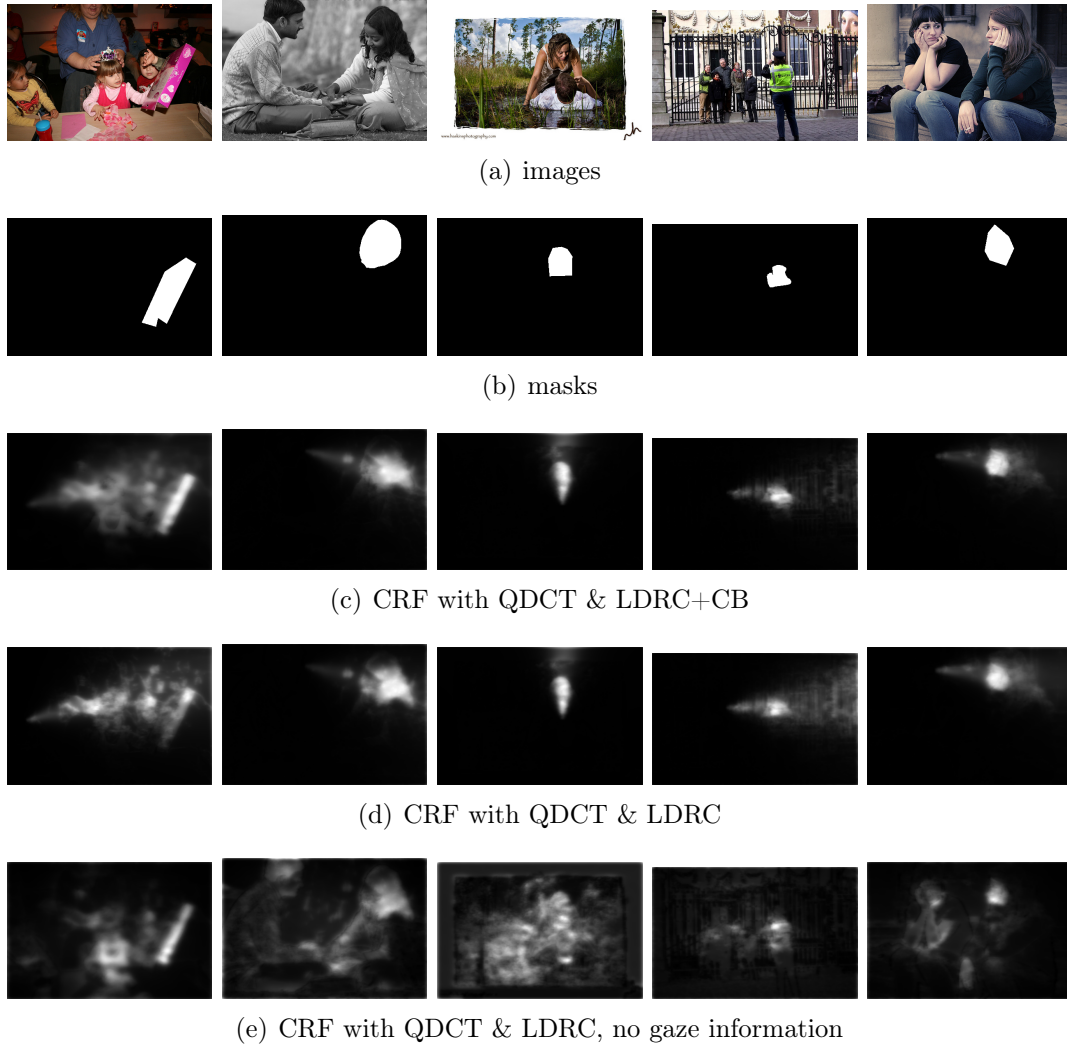 (a) images
(b) masks
(c) CRF with QDCT & LDRC+CB
(d) CRF with QDCT & LDRC
(e) CRF with QDCT & LDRC, no gaze information